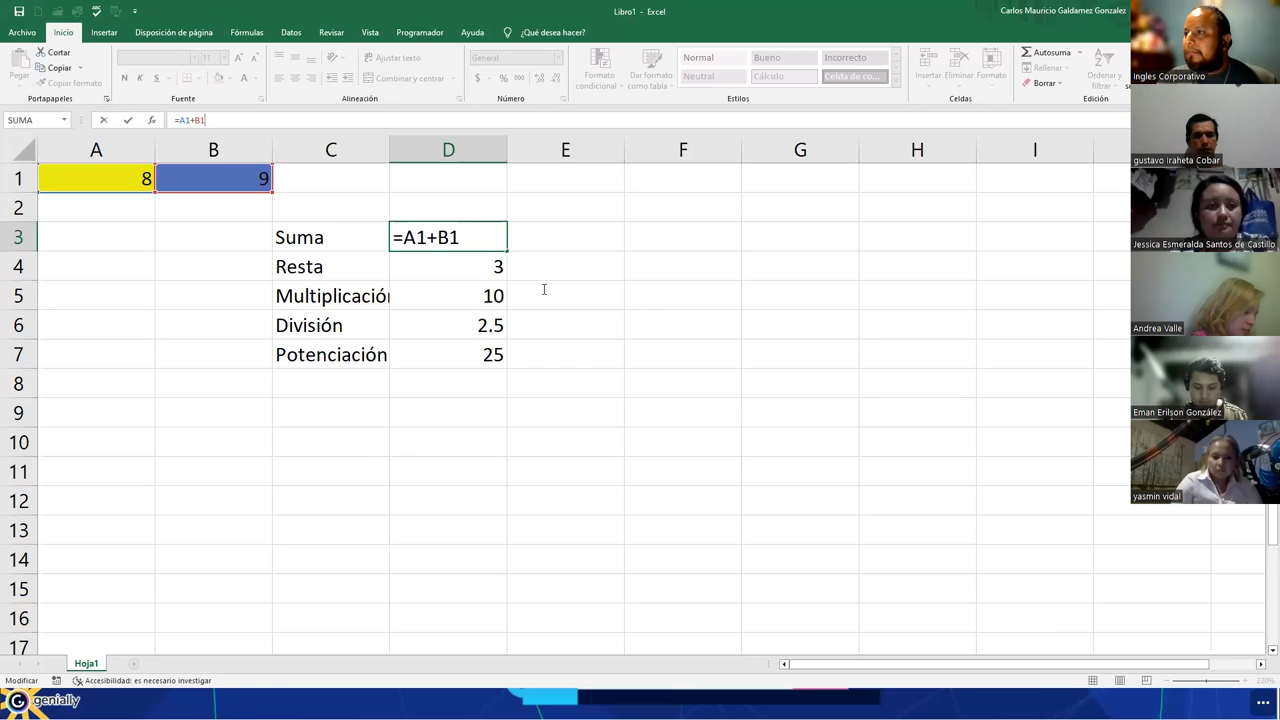 Libro1 - Excel
Carlos Mauricio Galdamez Gonzalez
Archivo Inicio Insertar Disposición de página Fórmulas Datos Revisar Vista Programador Ayuda ¿Qué desea hacer?
Pegar
Cortar
Copiar
Copiar formato
Portapapeles
11
N K S
Fuente
Ajustar texto
Combinar y centrar
Alineación
General
Número
Formato condicional
Dar formato como tabla
Normal Bueno Incorrecto
Neutral Cálculo Celda de co...
Estilos
Insertar Eliminar Formato
Celdas
Autosuma
Rellenar
Borrar
Ordenar y filtrar
Edición
SUMA
=A1+B1
A B C D E F G H I
1 8 9
2
3 Suma =A1+B1
4 Resta 3
5 Multiplicación 10
6 División 2.5
7 Potenciación 25
8
9
10
11
12
13
14
15
16
17
Ingles Corporativo
gustavo Iraheta Cobar
Jessica Esmeralda Santos de Castillo
Andrea Valle
Eman Erilson González
yasmin vidal
Hoja1
Modificar
Accesibilidad: es necesario investigar
220%
genially